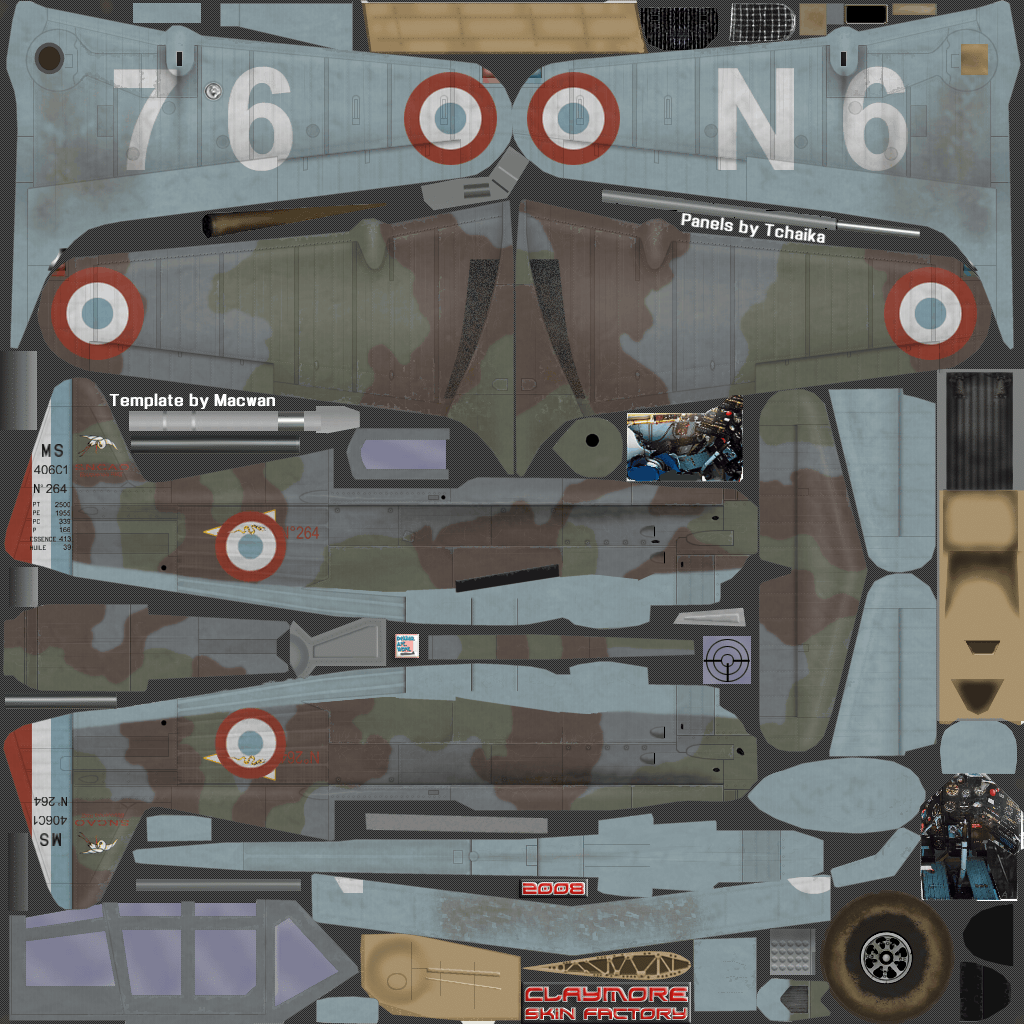 76
N6
Panels by Tchaika
Template by Macwan
MS
406C1
N°264
PT 2500
PE 1955
PC 339
P 166
ESSENCE 413
HUILE 39
N°264
N°264
406C1
MS
2008
CLAYMORE
SKIN FACTORY